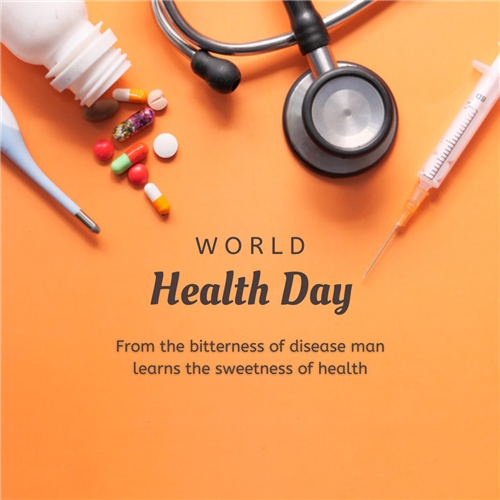 WORLD
Health Day
From the bitterness of disease man
learns the sweetness of health